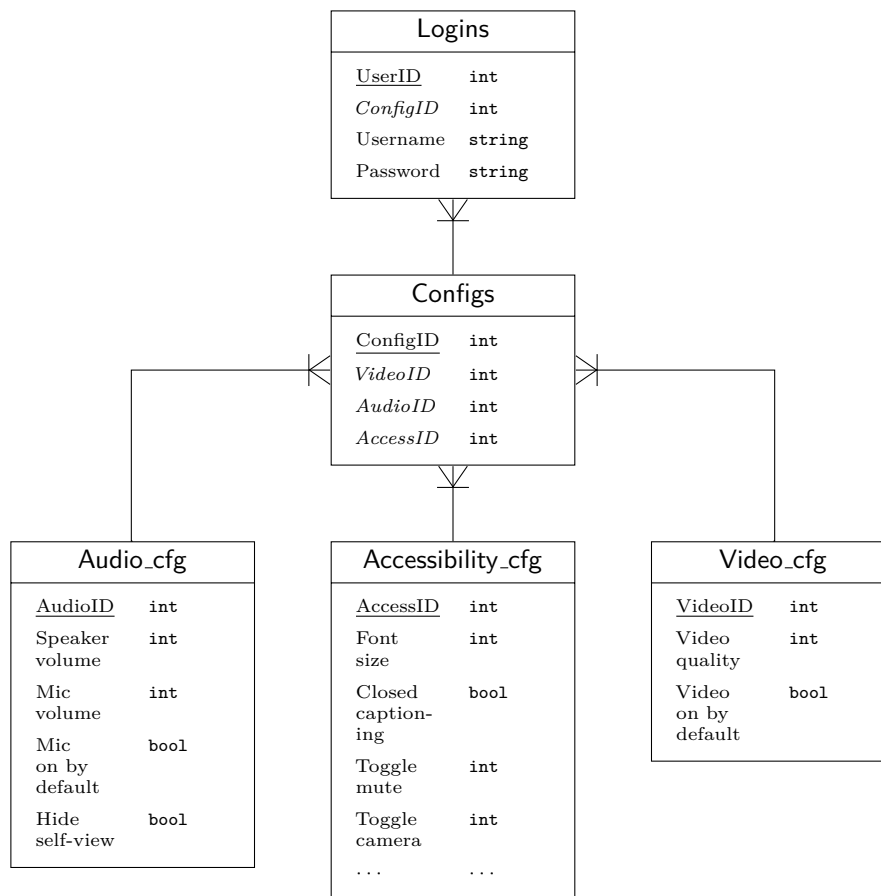 Logins
UserID int
ConfigID int
Username string
Password string
Configs
ConfigID int
VideoID int
AudioID int
AccessID int
Audio_cfg
AudioID int
Speaker int
volume
Mic int
volume
Mic bool
on by
default
Hide bool
self-view
Accessibility_cfg
AccessID int
Font int
size
Closed bool
caption-
ing
Toggle int
mute
Toggle int
camera
... ...
Video_cfg
VideoID int
Video int
quality
Video bool
on by
default